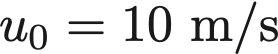 u₀ = 10 m/s